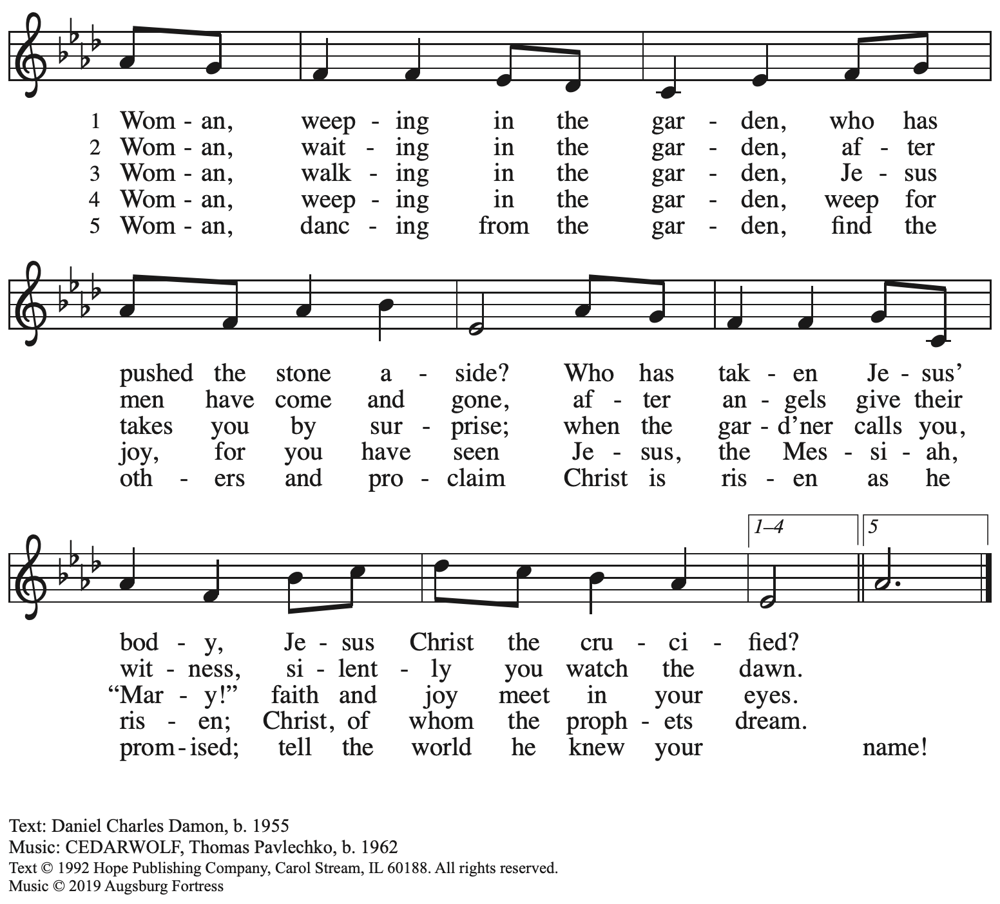 1 Wom - an, weep - ing in the gar - den, who has
2 Wom - an, wait - ing in the gar - den, af - ter
3 Wom - an, walk - ing in the gar - den, Je - sus
4 Wom - an, weep - ing in the gar - den, weep for
5 Wom - an, danc - ing from the gar - den, find the
pushed the stone a - side? Who has tak - en Je - sus’
men have come and gone, af - ter an - gels give their
takes you by sur - prise; when the gar - d’ner calls you,
joy, for you have seen Je - sus, the Mes - si - ah,
oth - ers and pro - claim Christ is ris - en as he
1–4 5
bod - y, Je - sus Christ the cru - ci - fied?
wit - ness, si - lent - ly you watch the dawn.
“Mar - y!” faith and joy meet in your eyes.
ris - en; Christ, of whom the proph - ets dream.
prom - ised; tell the world he knew your name!
Text: Daniel Charles Damon, b. 1955
Music: CEDARWOLF, Thomas Pavlechko, b. 1962
Text © 1992 Hope Publishing Company, Carol Stream, IL 60188. All rights reserved.
Music © 2019 Augsburg Fortress